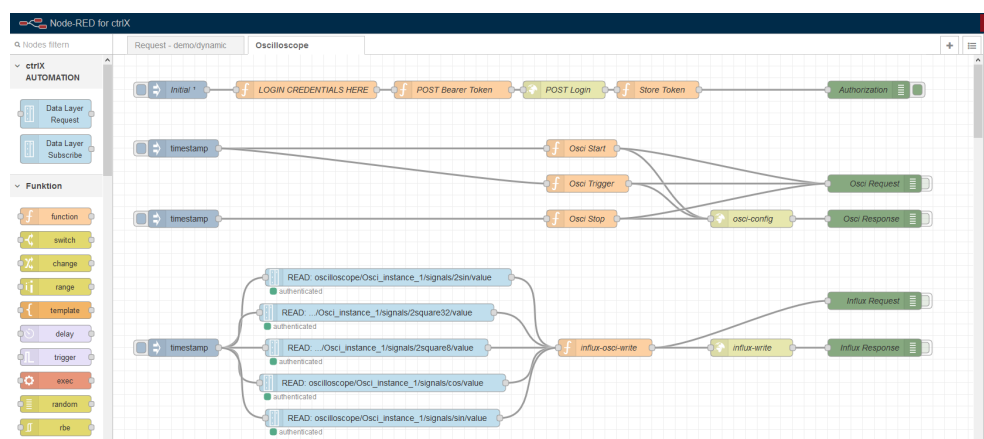 Node-RED for ctrlX
Nodes filtern
Request - demo/dynamic
Oscilloscope
ctrlX
AUTOMATION
Data Layer
Request
Data Layer
Subscribe
Funktion
function
switch
change
range
template
delay
trigger
exec
random
rbe
Initial ¹
LOGIN CREDENTIALS HERE
POST Bearer Token
POST Login
Store Token
Authorization
timestamp
Osci Start
Osci Trigger
Osci Request
timestamp
Osci Stop
osci-config
Osci Response
READ: oscilloscope/Osci_instance_1/signals/2sin/value
authenticated
Influx Request
READ: .../Osci_instance_1/signals/2square32/value
authenticated
timestamp
READ: .../Osci_instance_1/signals/2square8/value
influx-osci-write
influx-write
Influx Response
authenticated
READ: oscilloscope/Osci_instance_1/signals/cos/value
authenticated
READ: oscilloscope/Osci_instance_1/signals/sin/value
authenticated